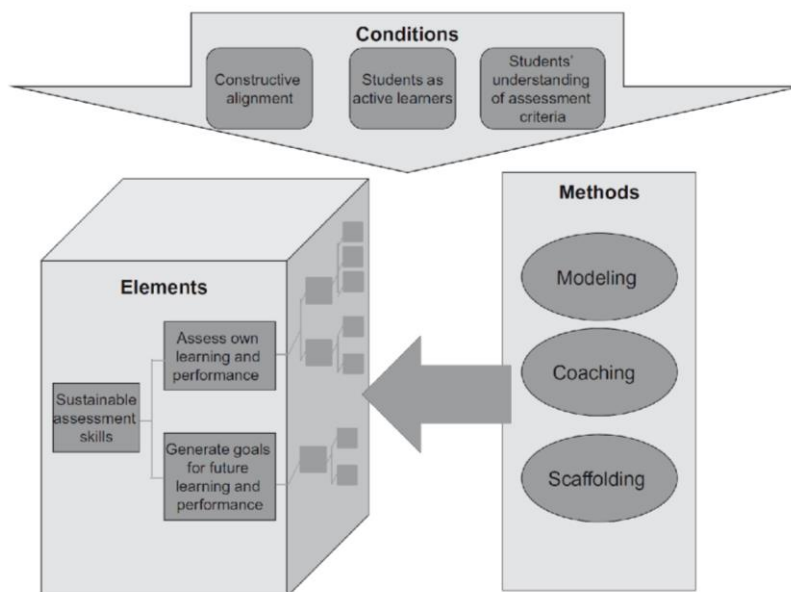 Conditions
Constructive
alignment
Students as
active learners
Students'
understanding
of assessment
criteria
Elements
Sustainable
assessment
skills
Assess own
learning and
performance
Generate goals
for future
learning and
performance
Methods
Modeling
Coaching
Scaffolding